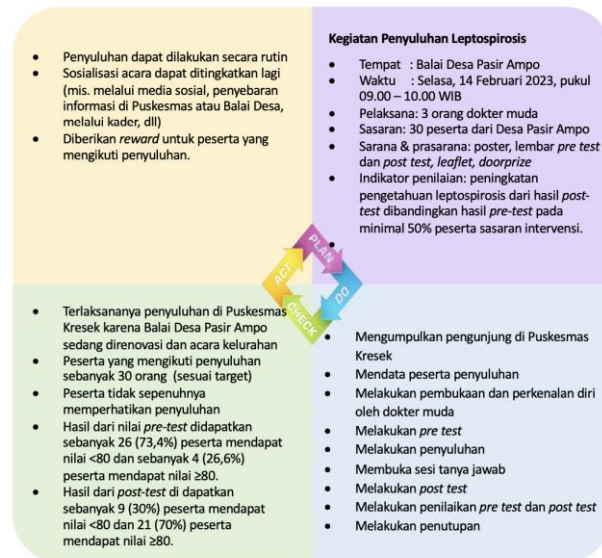 • Penyuluhan dapat dilakukan secara rutin
• Sosialisasi acara dapat ditingkatkan lagi
(mis. melalui media sosial, penyebaran
informasi di Puskesmas atau Balai Desa,
melalui kader, dll)
• Diberikan reward untuk peserta yang
mengikuti penyuluhan.
Kegiatan Penyuluhan Leptospirosis
• Tempat : Balai Desa Pasir Ampo
• Waktu : Selasa, 14 Februari 2023, pukul
09.00 – 10.00 WIB
• Pelaksana: 3 orang dokter muda
• Sasaran: 30 peserta dari Desa Pasir Ampo
• Sarana & prasarana: poster, lembar pre test
dan post test, leaflet, doorprize
• Indikator penilaian: peningkatan
pengetahuan leptospirosis dari hasil post-
test dibandingkan hasil pre-test pada
minimal 50% peserta sasaran intervensi.
•
PLAN
DO
CHECK
ACT
• Terlaksananya penyuluhan di Puskesmas
Kresek karena Balai Desa Pasir Ampo
sedang direnovasi dan acara kelurahan
• Peserta yang mengikuti penyuluhan
sebanyak 30 orang (sesuai target)
• Peserta tidak sepenuhnya
memperhatikan penyuluhan
• Hasil dari nilai pre-test didapatkan
sebanyak 26 (73,4%) peserta mendapat
nilai <80 dan sebanyak 4 (26,6%)
peserta mendapat nilai ≥80.
• Hasil dari post-test di dapatkan
sebanyak 9 (30%) peserta mendapat
nilai <80 dan 21 (70%) peserta
mendapat nilai ≥80.
• Mengumpulkan pengunjung di Puskesmas
Kresek
• Mendata peserta penyuluhan
• Melakukan pembukaan dan perkenalan diri
oleh dokter muda
• Melakukan pre test
• Melakukan penyuluhan
• Membuka sesi tanya jawab
• Melakukan post test
• Melakukan penilaikn pre test dan post test
• Melakukan penutupan